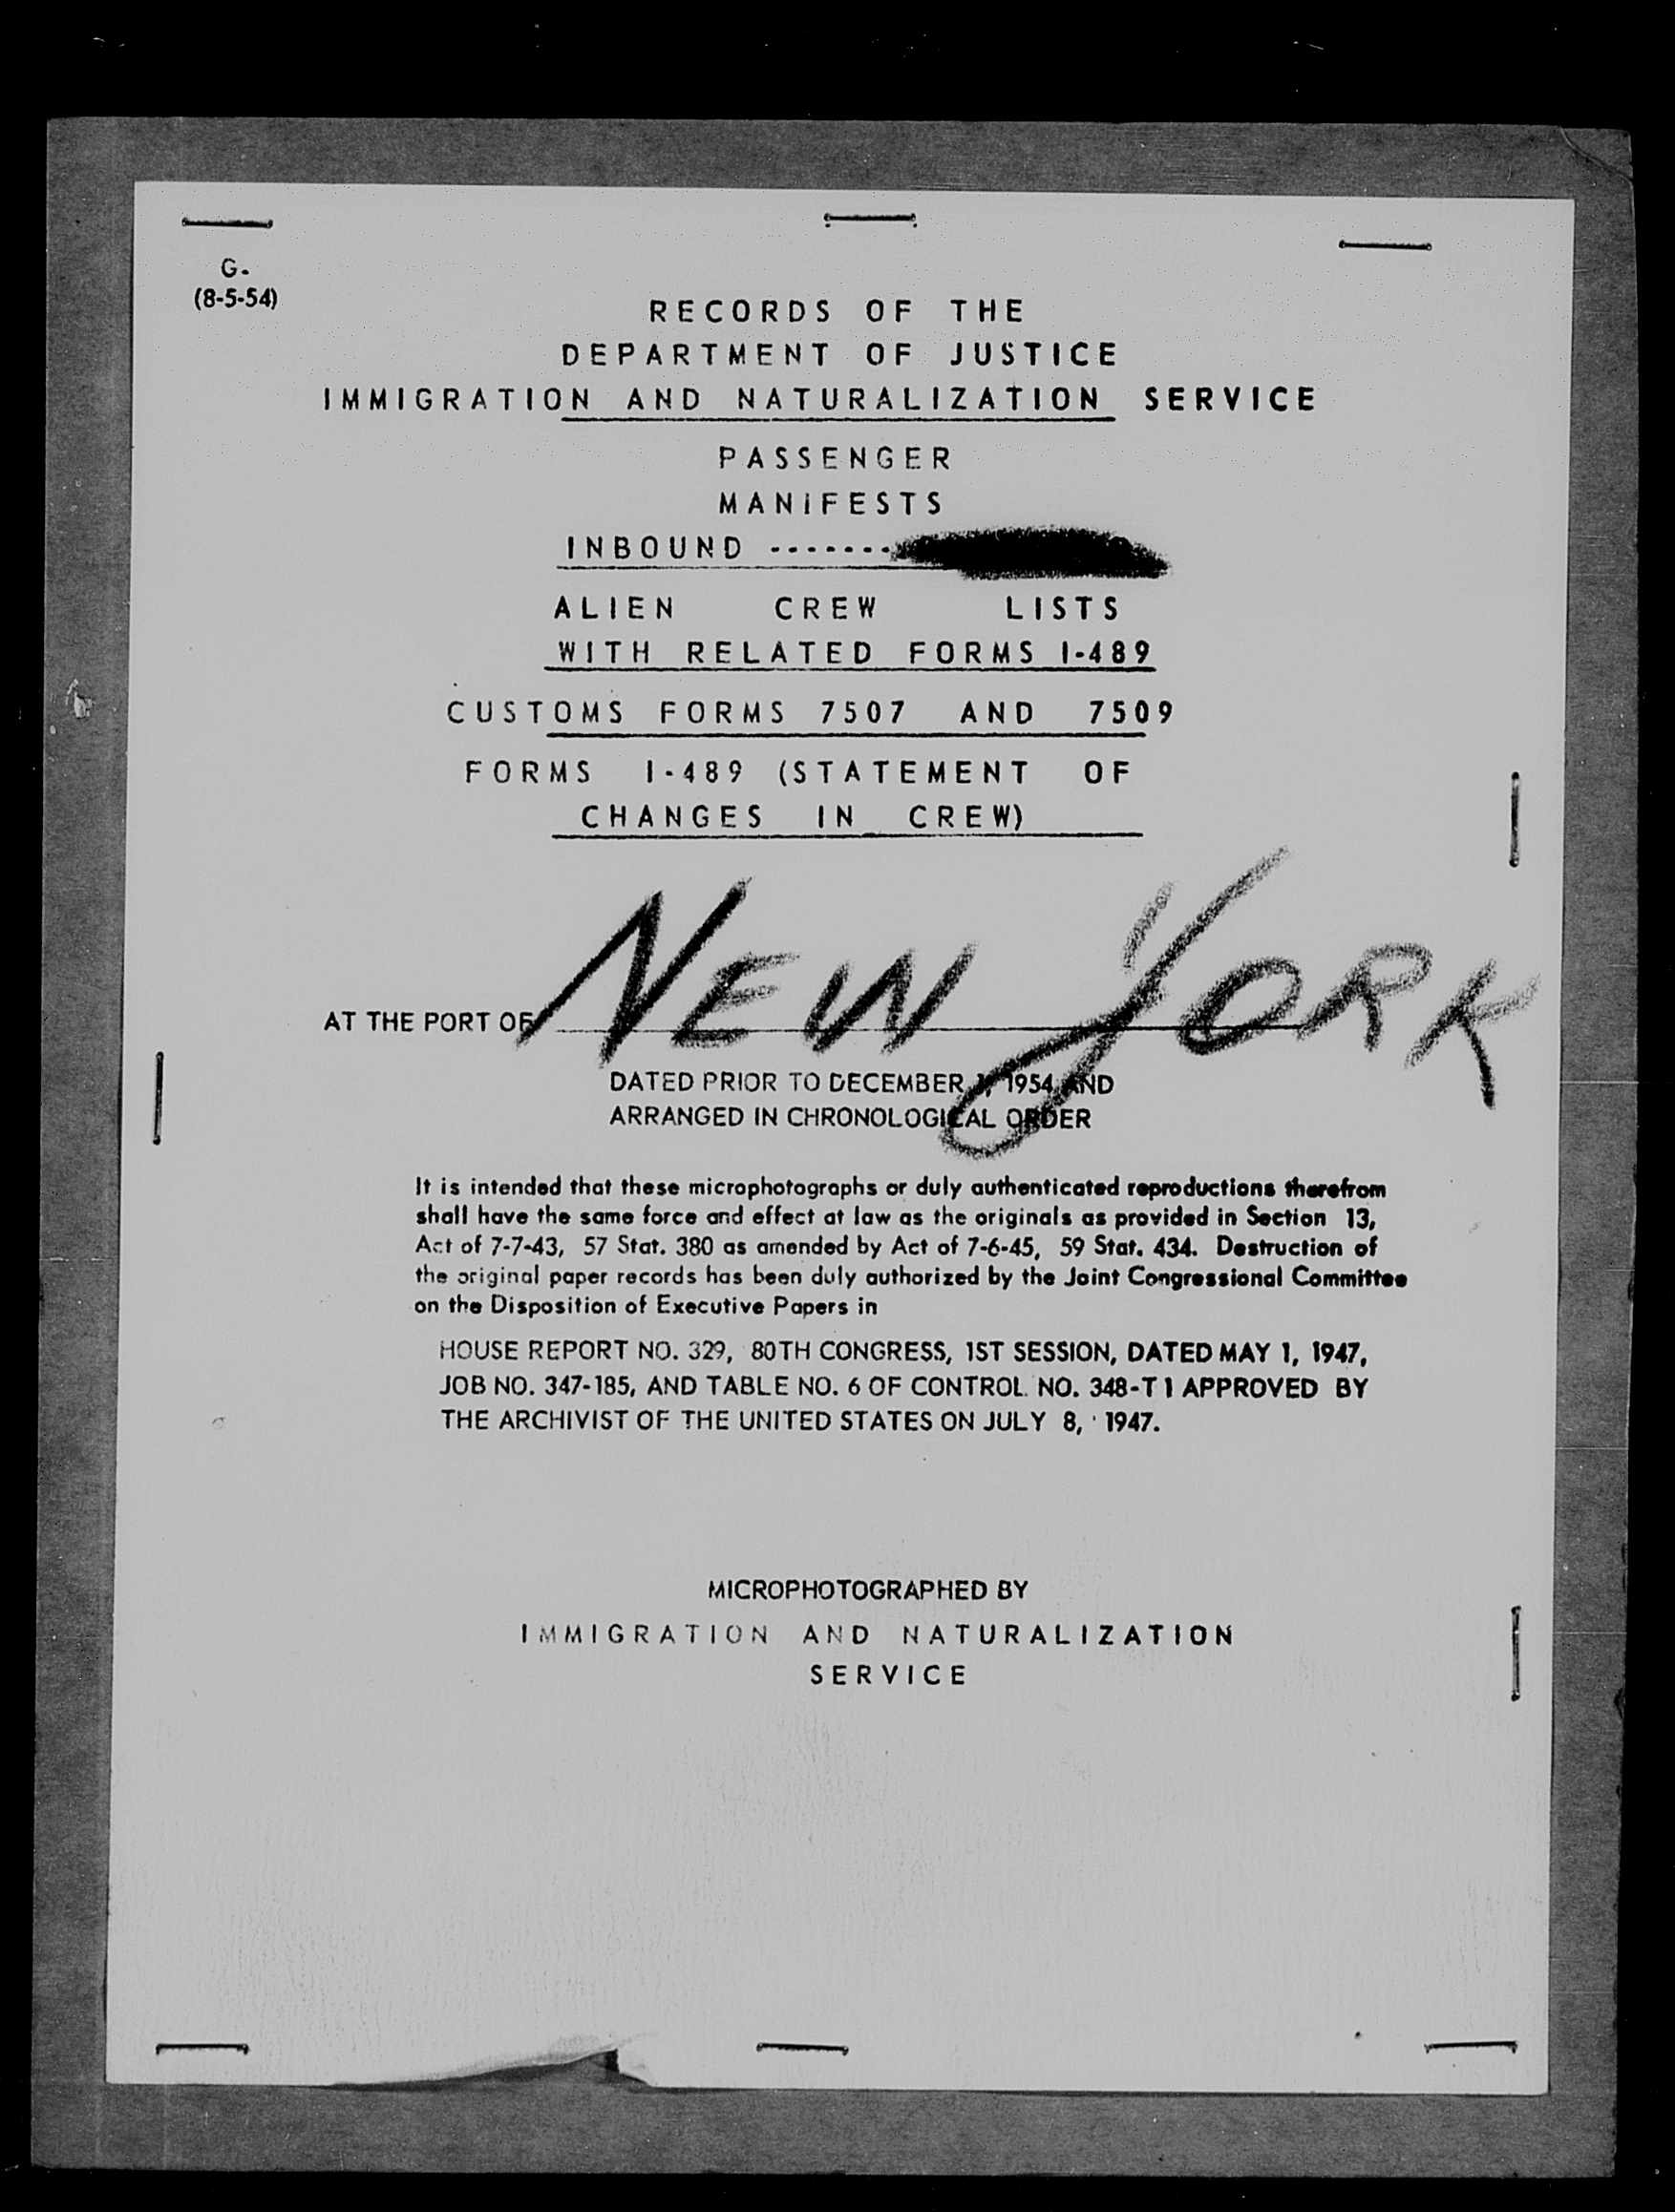 G-
(8-5-54)
RECORDS OF THE
DEPARTMENT OF JUSTICE
IMMIGRATION AND NATURALIZATION SERVICE
PASSENGER
MANIFESTS
INBOUND -------
ALIEN CREW LISTS
WITH RELATED FORMS I-489
CUSTOMS FORMS 7507 AND 7509
FORMS I-489 (STATEMENT OF
CHANGES IN CREW)
AT THE PORT OF NEW YORK
DATED PRIOR TO DECEMBER 1, 1954 AND
ARRANGED IN CHRONOLOGICAL ORDER
It is intended that these microphotographs or duly authenticated reproductions therefrom
shall have the same force and effect at law as the originals as provided in Section 13,
Act of 7-7-43, 57 Stat. 380 as amended by Act of 7-6-45, 59 Stat. 434. Destruction of
the original paper records has been duly authorized by the Joint Congressional Committee
on the Disposition of Executive Papers in
HOUSE REPORT NO. 329, 80TH CONGRESS, 1ST SESSION, DATED MAY 1, 1947,
JOB NO. 347-185, AND TABLE NO. 6 OF CONTROL NO. 348-T1 APPROVED BY
THE ARCHIVIST OF THE UNITED STATES ON JULY 8, 1947.
MICROPHOTOGRAPHED BY
IMMIGRATION AND NATURALIZATION
SERVICE